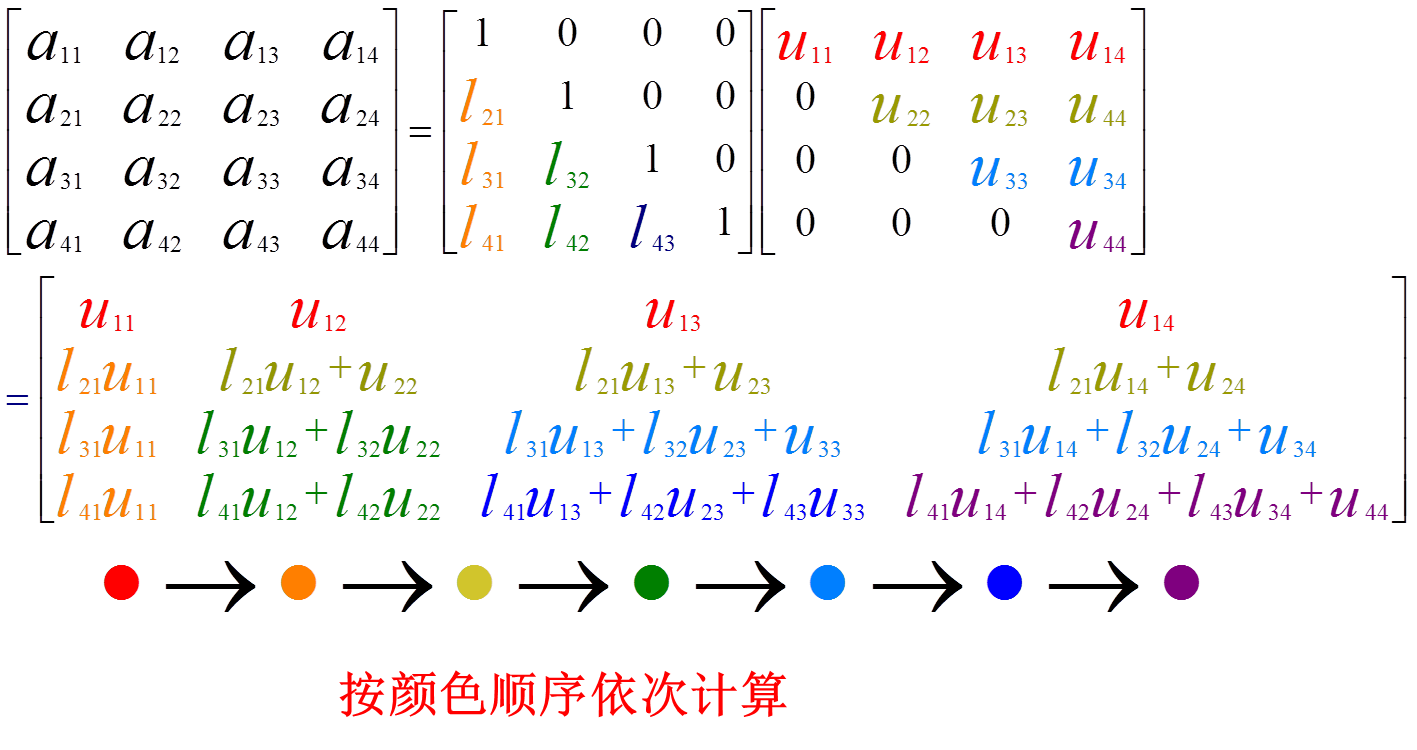 a11 a12 a13 a14 1 0 0 0 u11 u12 u13 u14
a21 a22 a23 a24 l21 1 0 0 0 u22 u23 u44
= 
a31 a32 a33 a34 l31 l32 1 0 0 0 u33 u34
a41 a42 a43 a44 l41 l42 l43 1 0 0 0 u44
u11 u12 u13 u14
l21u11 l21u12+u22 l21u13+u23 l21u14+u24
=
l31u11 l31u12+l32u22 l31u13+l32u23+u33 l31u14+l32u24+u34
l41u11 l41u12+l42u22 l41u13+l42u23+l43u33 l41u14+l42u24+l43u34+u44
→ → → → → →
按颜色顺序依次计算